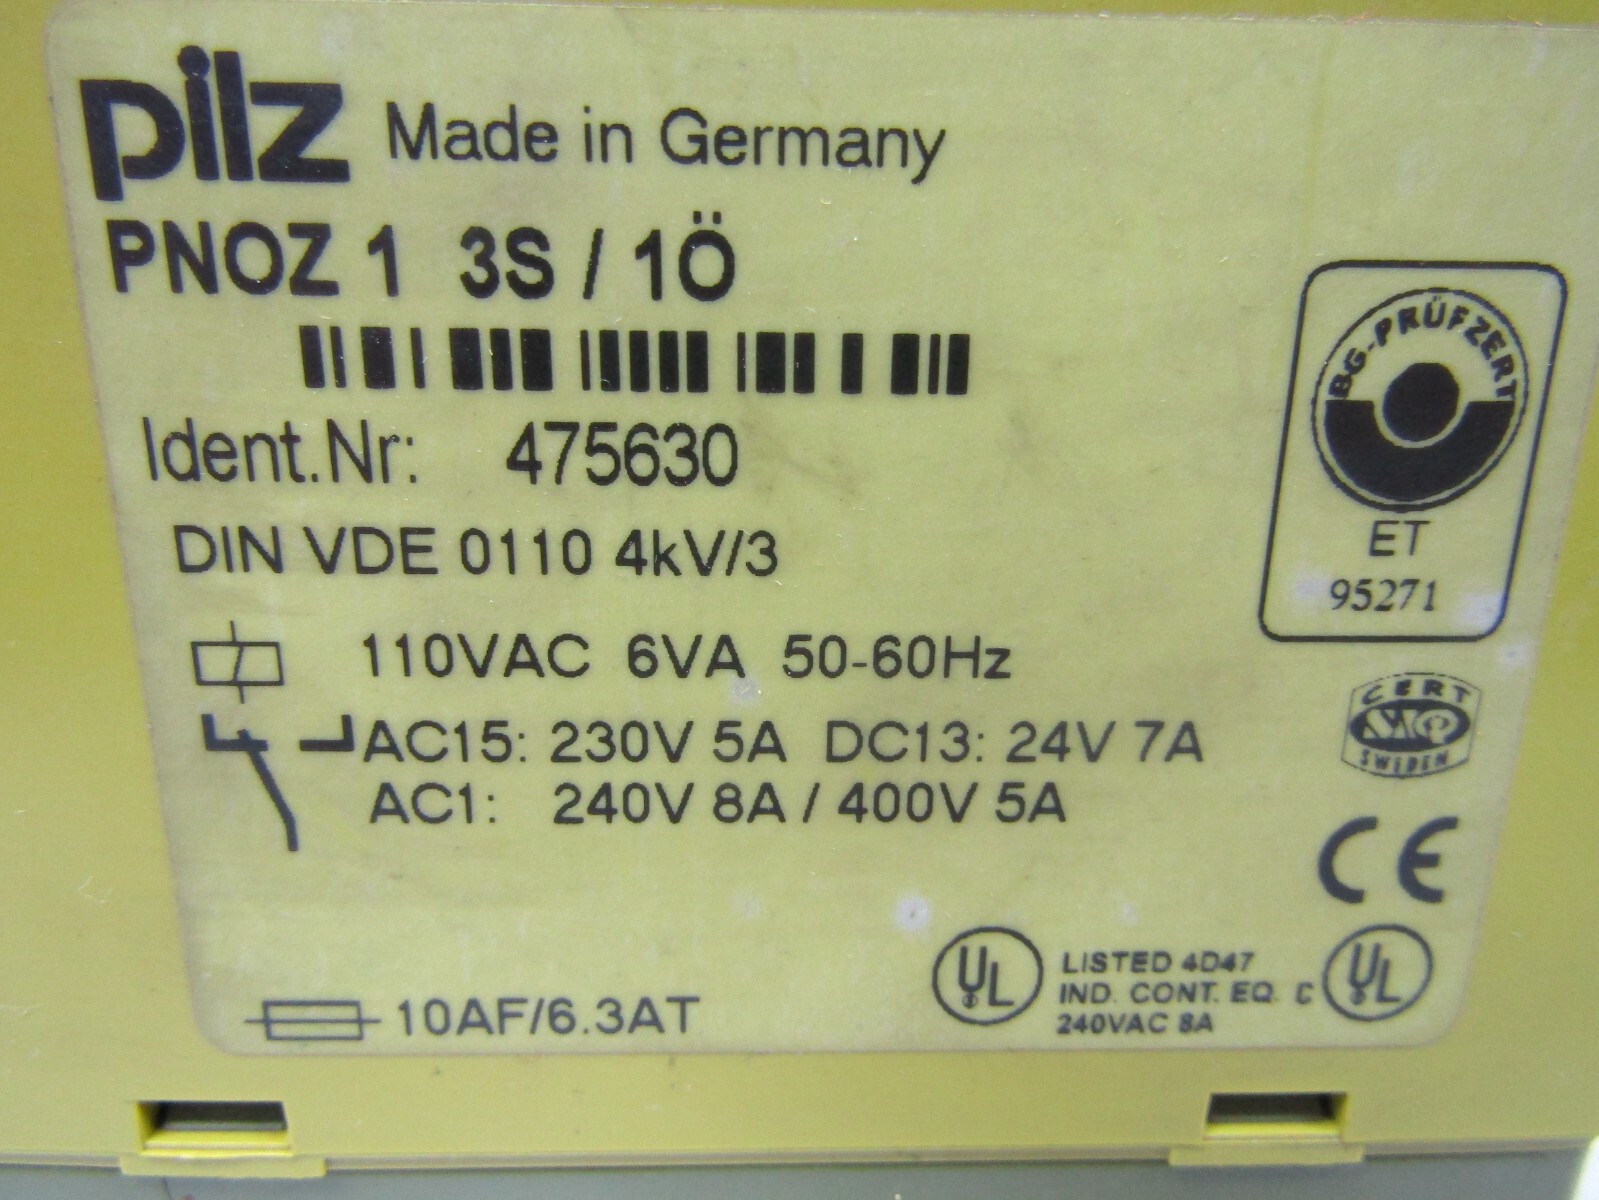 pilz Made in Germany
PNOZ 1 3S / 1Ö
Ident.Nr: 475630
DIN VDE 0110 4kV/3
110VAC 6VA 50-60Hz
AC15: 230V 5A DC13: 24V 7A
AC1: 240V 8A / 400V 5A
10AF/6.3AT
BG-PRÜFZERT
ET
95271
CERT
SWEDEN
CE
UL
LISTED 4D47
IND. CONT. EQ.
240VAC 8A
C UL